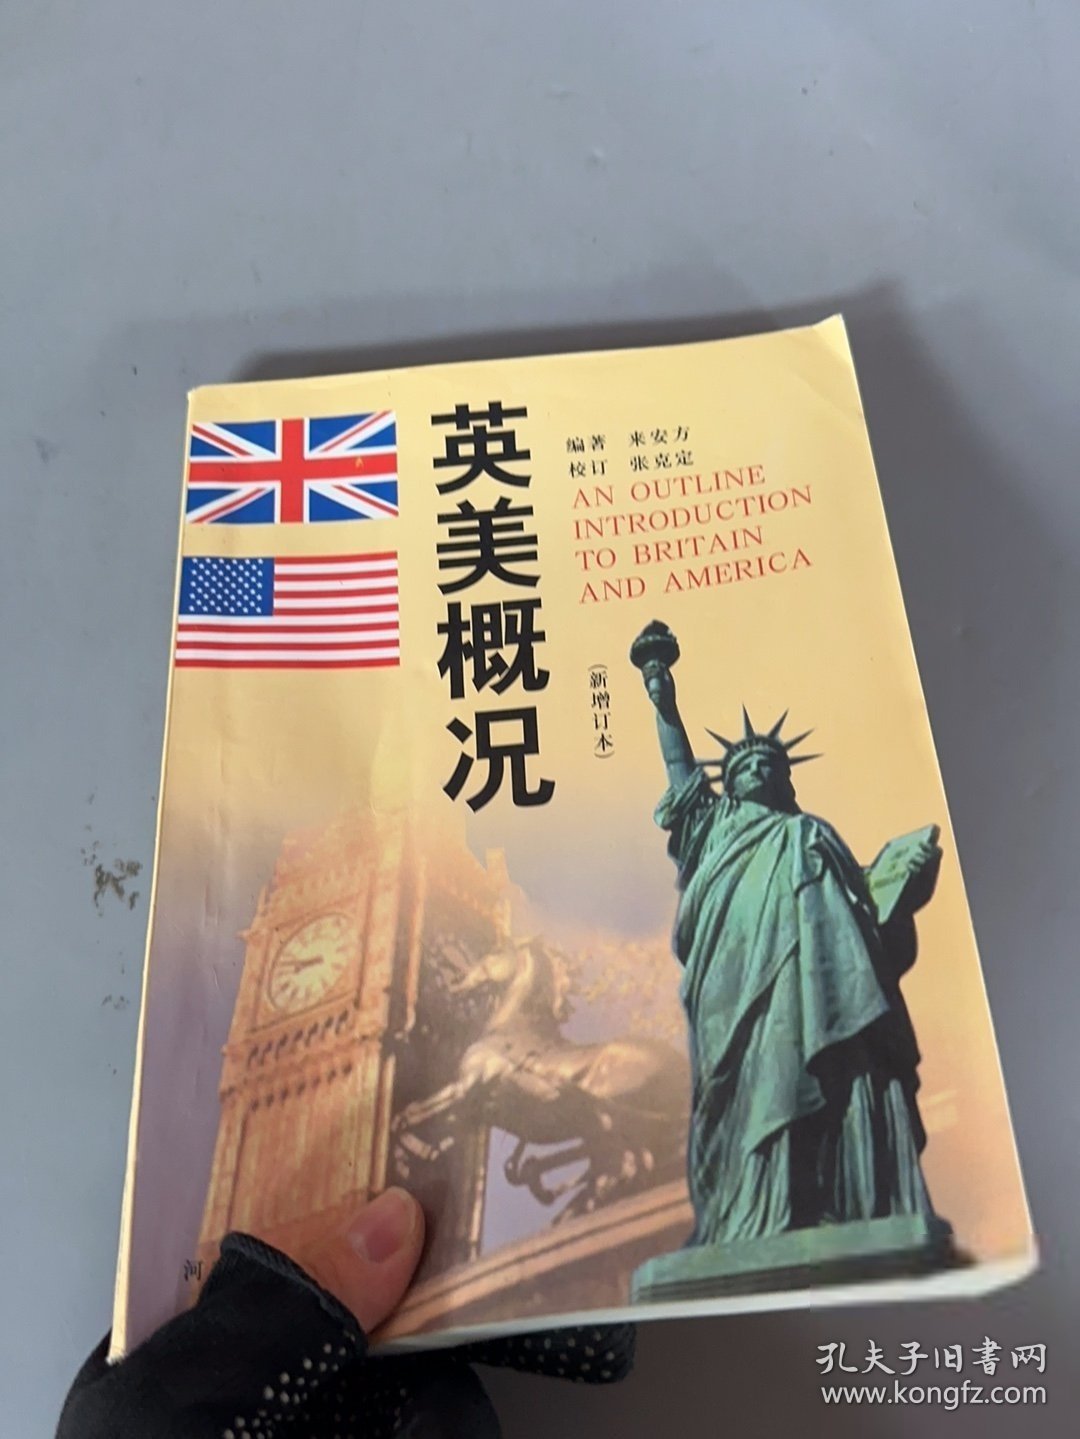 英美概况
编著 来安方
校订 张克定
AN OUTLINE
INTRODUCTION
TO BRITAIN
AND AMERICA
(新增订本)
河
孔夫子旧書网
www.kongfz.com